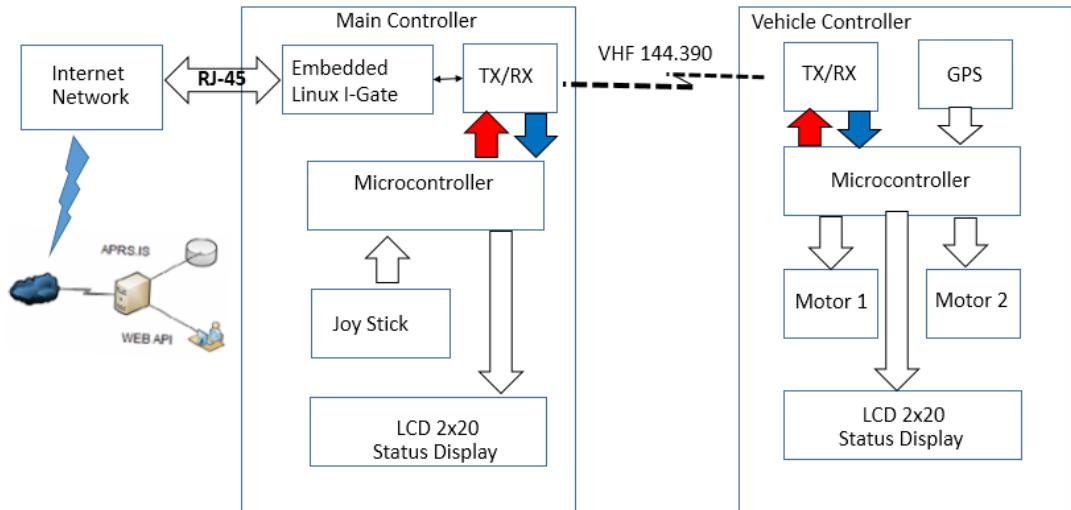 Main Controller
Vehicle Controller
Internet
Network
RJ-45
Embedded
Linux I-Gate
TX/RX
VHF 144.390
TX/RX
GPS
Microcontroller
Microcontroller
APRS.IS
WEB API
Joy Stick
Motor 1
Motor 2
LCD 2x20
Status Display
LCD 2x20
Status Display